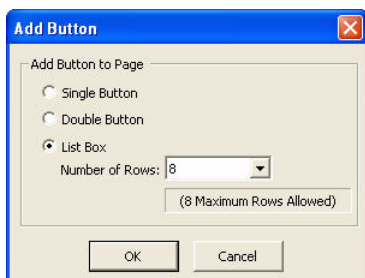 Add Button
Add Button to Page
Single Button
Double Button
List Box
Number of Rows: 8
(8 Maximum Rows Allowed)
OK Cancel